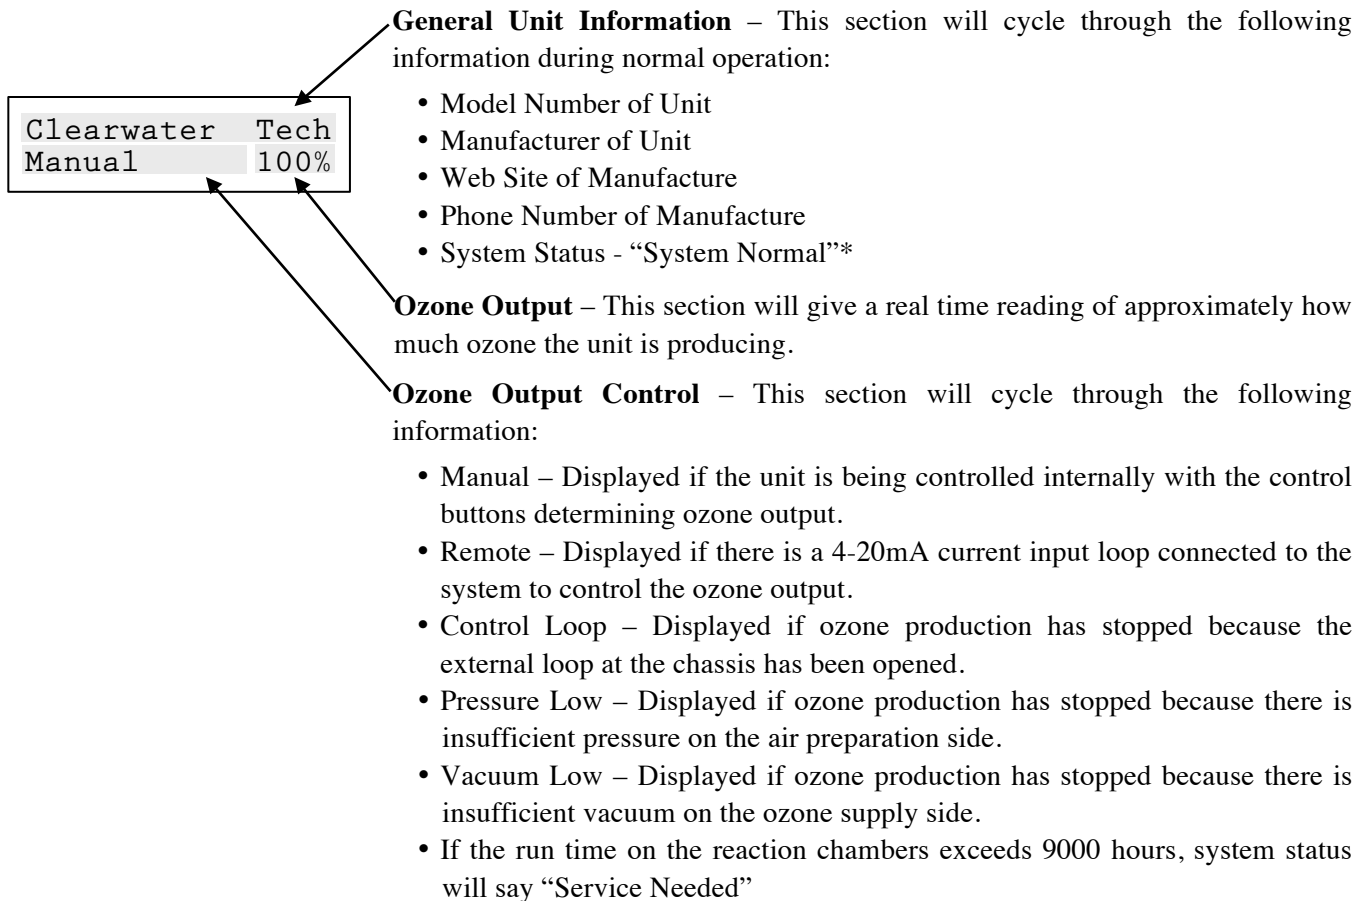 General Unit Information – This section will cycle through the following
information during normal operation:
• Model Number of Unit
• Manufacturer of Unit
• Web Site of Manufacture
• Phone Number of Manufacture
• System Status - “System Normal”*
Clearwater Tech
Manual 100%
Ozone Output – This section will give a real time reading of approximately how
much ozone the unit is producing.
Ozone Output Control – This section will cycle through the following
information:
• Manual – Displayed if the unit is being controlled internally with the control
buttons determining ozone output.
• Remote – Displayed if there is a 4-20mA current input loop connected to the
system to control the ozone output.
• Control Loop – Displayed if ozone production has stopped because the
external loop at the chassis has been opened.
• Pressure Low – Displayed if ozone production has stopped because there is
insufficient pressure on the air preparation side.
• Vacuum Low – Displayed if ozone production has stopped because there is
insufficient vacuum on the ozone supply side.
• If the run time on the reaction chambers exceeds 9000 hours, system status
will say “Service Needed”